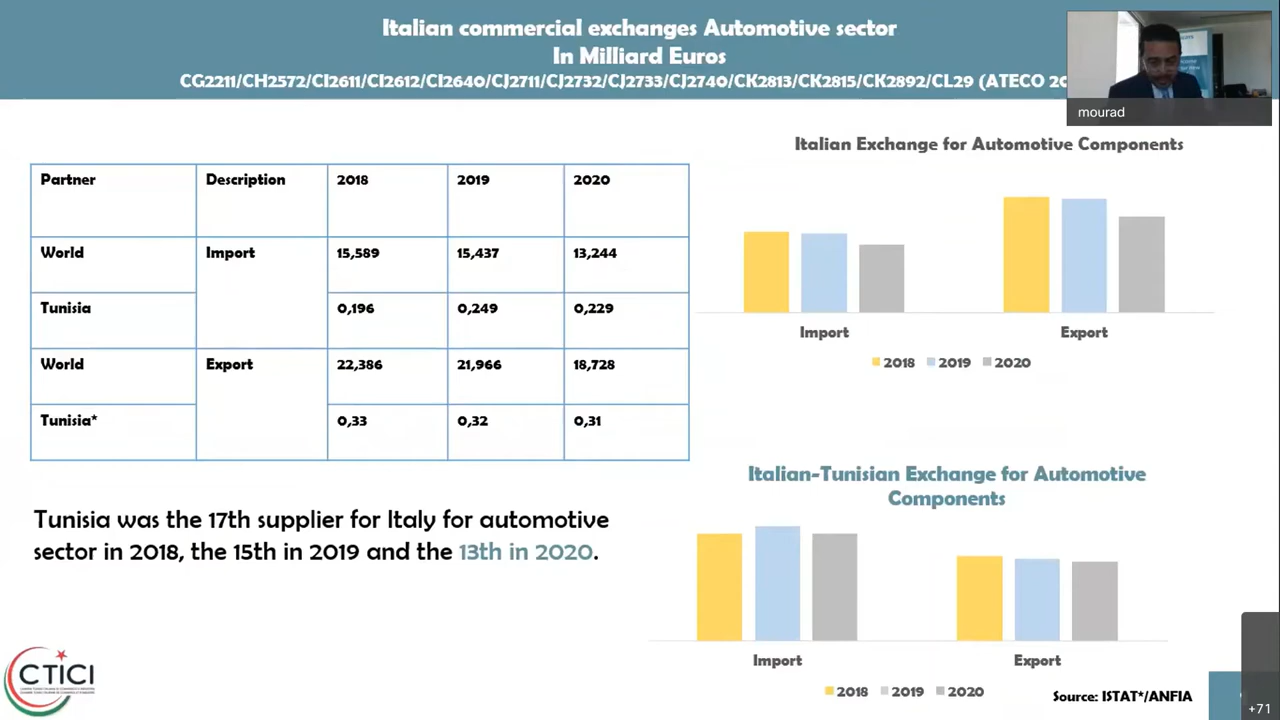 Italian commercial exchanges Automotive sector
In Milliard Euros
CG2211/CH2572/CI2611/CI2612/CI2640/CJ2711/CJ2732/CJ2733/CJ2740/CK2813/CK2815/CK2892/CL29 (ATECO
mourad
Partner Description 2018 2019 2020
World Import 15,589 15,437 13,244
Tunisia 0,196 0,249 0,229
World Export 22,386 21,966 18,728
Tunisia* 0,33 0,32 0,31
Tunisia was the 17th supplier for Italy for automotive
sector in 2018, the 15th in 2019 and the 13th in 2020.
Italian Exchange for Automotive Components
Import Export
2018 2019 2020
Italian-Tunisian Exchange for Automotive
Components
Import Export
2018 2019 2020
CTICI
Source: ISTAT*/ANFIA
+71